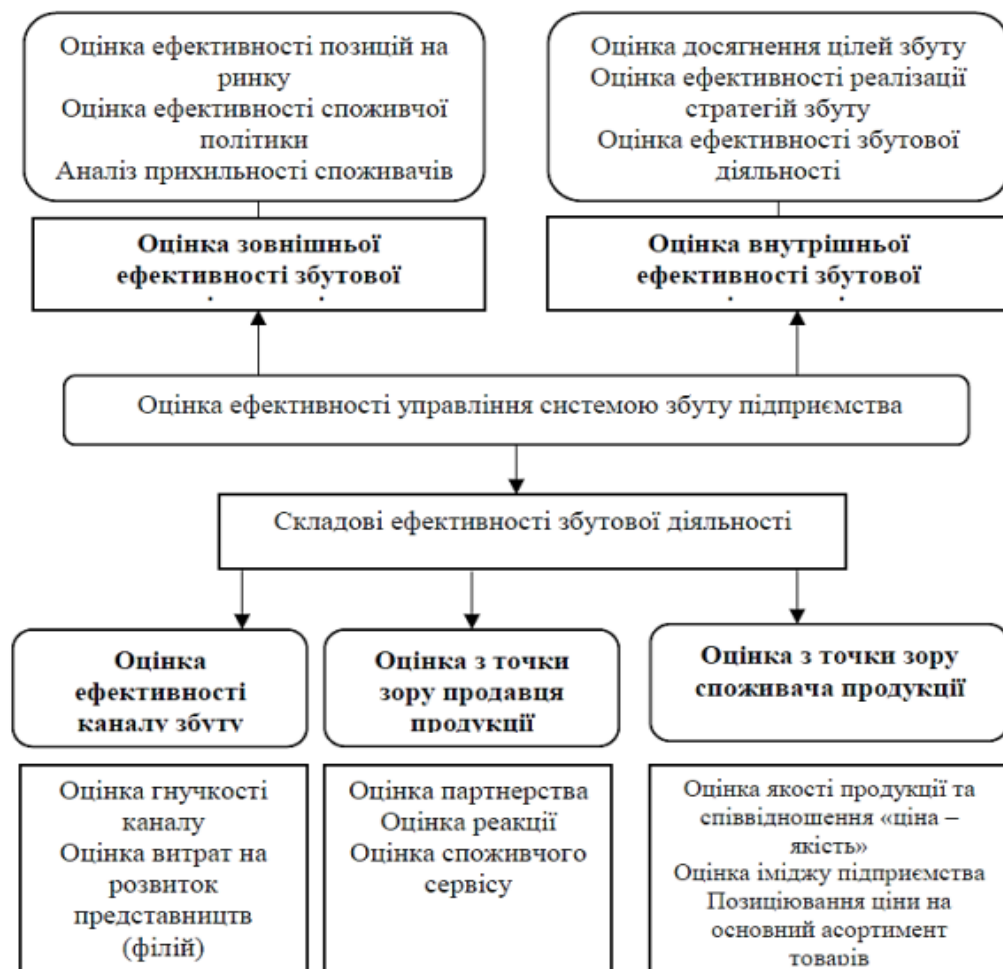 Оцінка ефективності позицій на
ринку
Оцінка ефективності споживчої
політики
Аналіз прихильності споживачів
Оцінка досягнення цілей збуту
Оцінка ефективності реалізації
стратегій збуту
Оцінка ефективності збутової
діяльності
Оцінка зовнішньої
ефективності збутової
Оцінка внутрішньої
ефективності збутової
Оцінка ефективності управління системою збуту підприємства
Складові ефективності збутової діяльності
Оцінка
ефективності
каналу збуту
Оцінка з точки
зору продавця
продукції
Оцінка з точки зору
споживача продукції
Оцінка гнучкості
каналу
Оцінка витрат на
розвиток
представництв
(філій)
Оцінка партнерства
Оцінка реакції
Оцінка споживчого
сервісу
Оцінка якості продукції та
співвідношення «ціна –
якість»
Оцінка іміджу підприємства
Позиціювання ціни на
основний асортимент
товарів